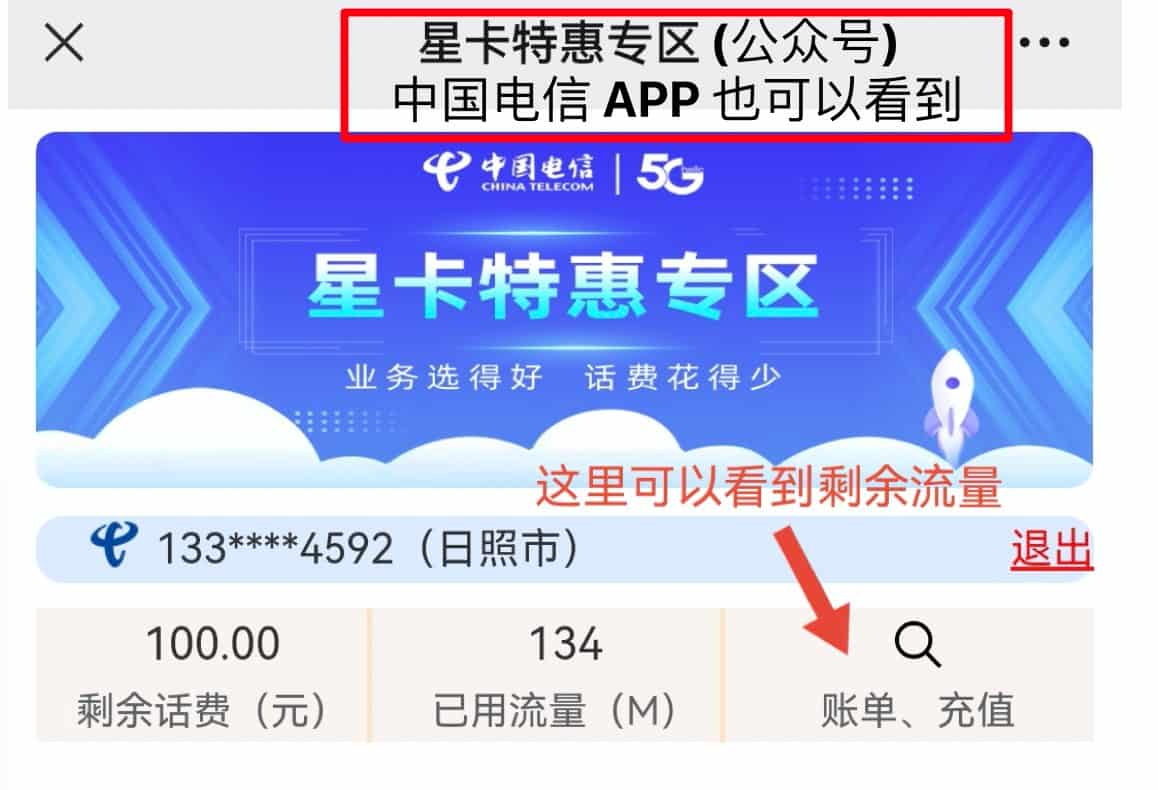 星卡特惠专区 (公众号)
中国电信 APP 也可以看到
中国电信 CHINA TELECOM 5G
星卡特惠专区
业务选得好 话费花得少
这里可以看到剩余流量
133****4592（日照市） 退出
100.00 134
剩余话费（元） 已用流量（M） 账单、充值